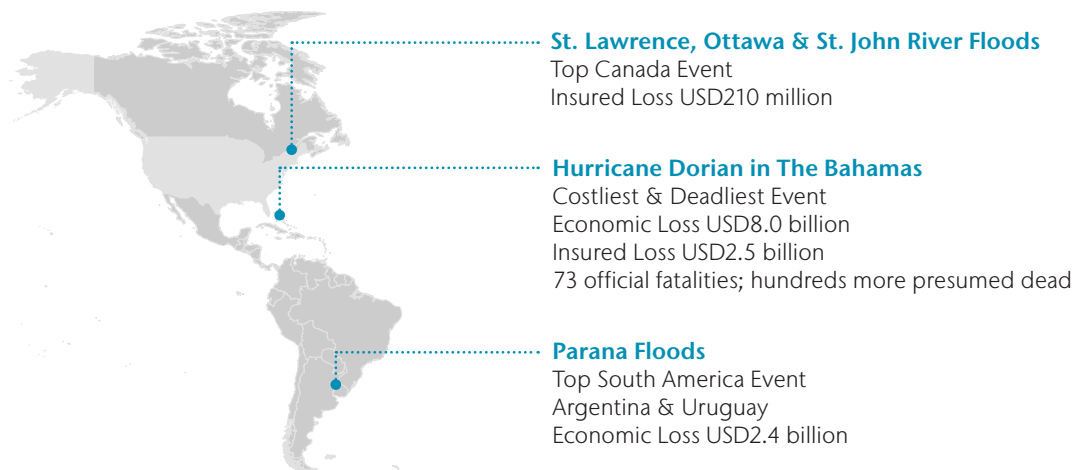 St. Lawrence, Ottawa & St. John River Floods
Top Canada Event
Insured Loss USD210 million
Hurricane Dorian in The Bahamas
Costliest & Deadliest Event
Economic Loss USD8.0 billion
Insured Loss USD2.5 billion
73 official fatalities; hundreds more presumed dead
Parana Floods
Top South America Event
Argentina & Uruguay
Economic Loss USD2.4 billion